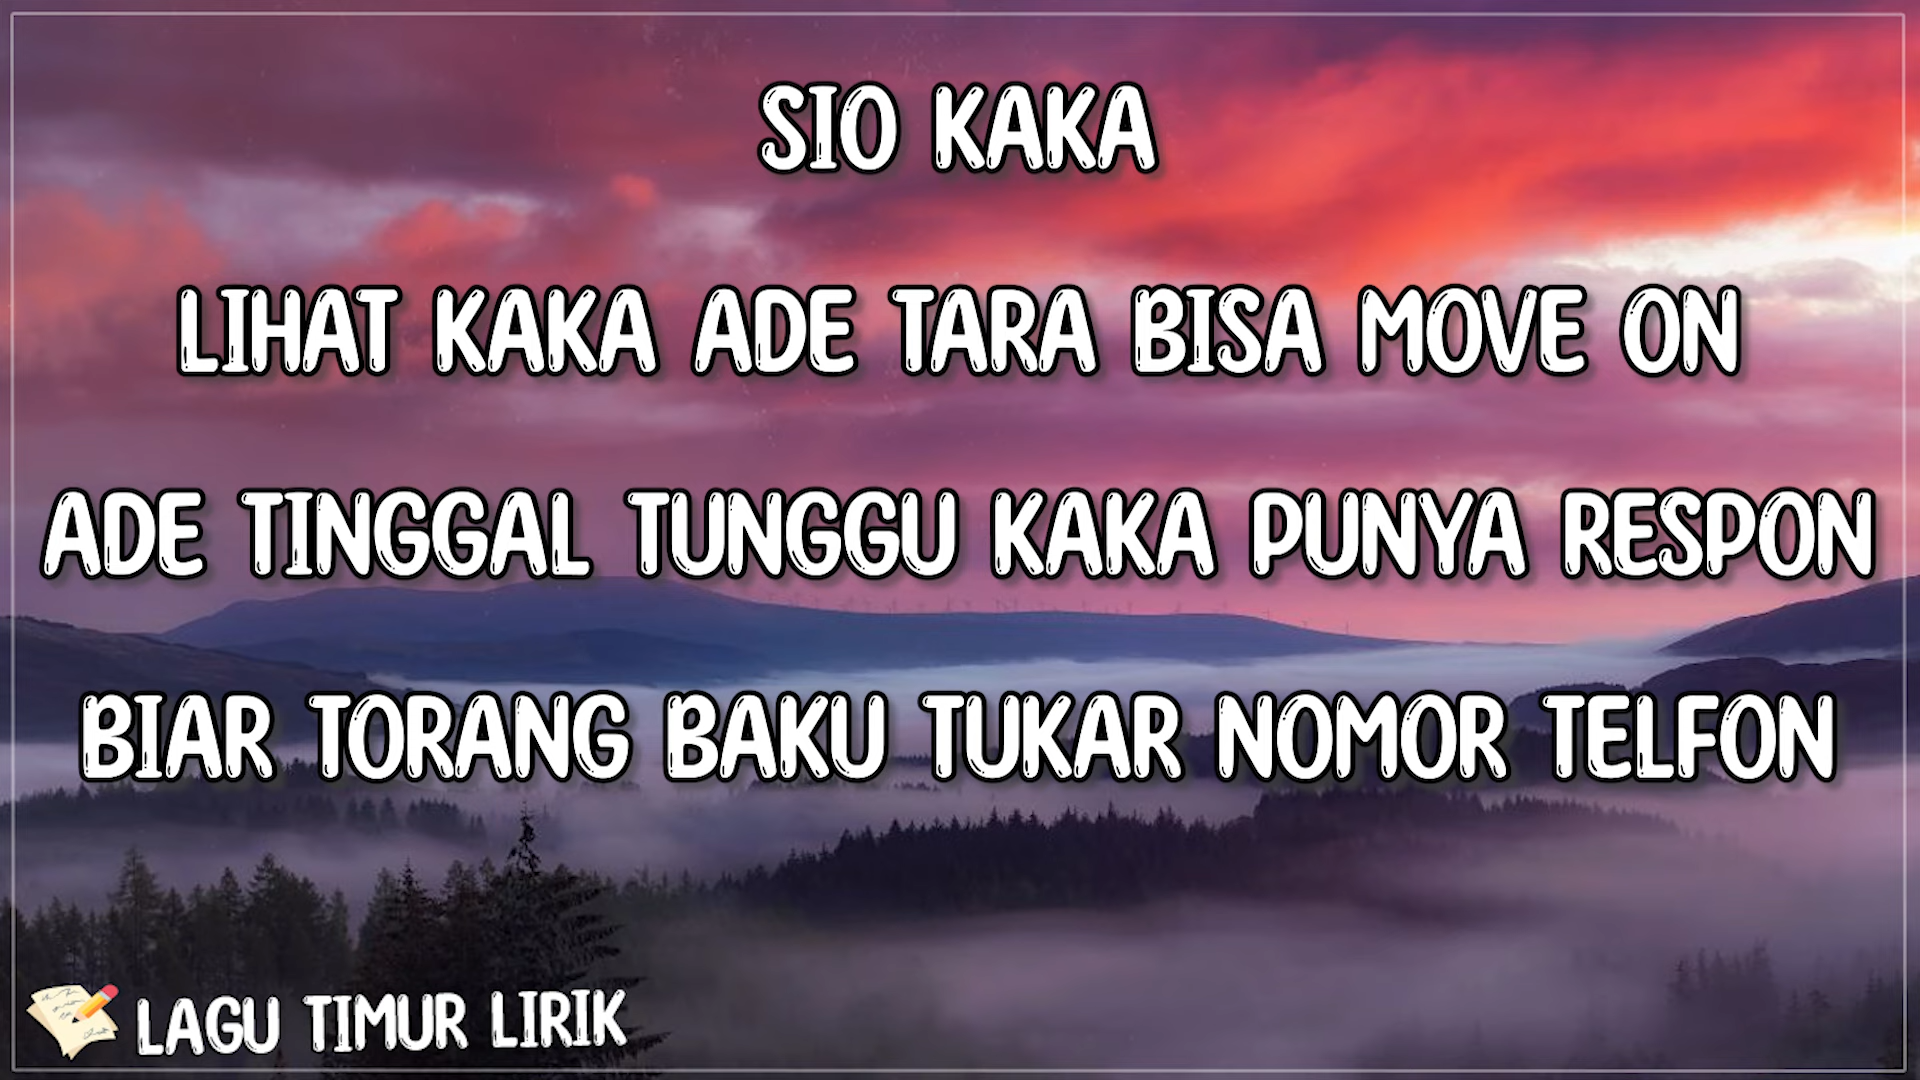 SIO KAKA
LIHAT KAKA ADE TARA BISA MOVE ON
ADE TINGGAL TUNGGU KAKA PUNYA RESPON
BIAR TORANG BAKU TUKAR NOMOR TELFON
LAGU TIMUR LIRIK